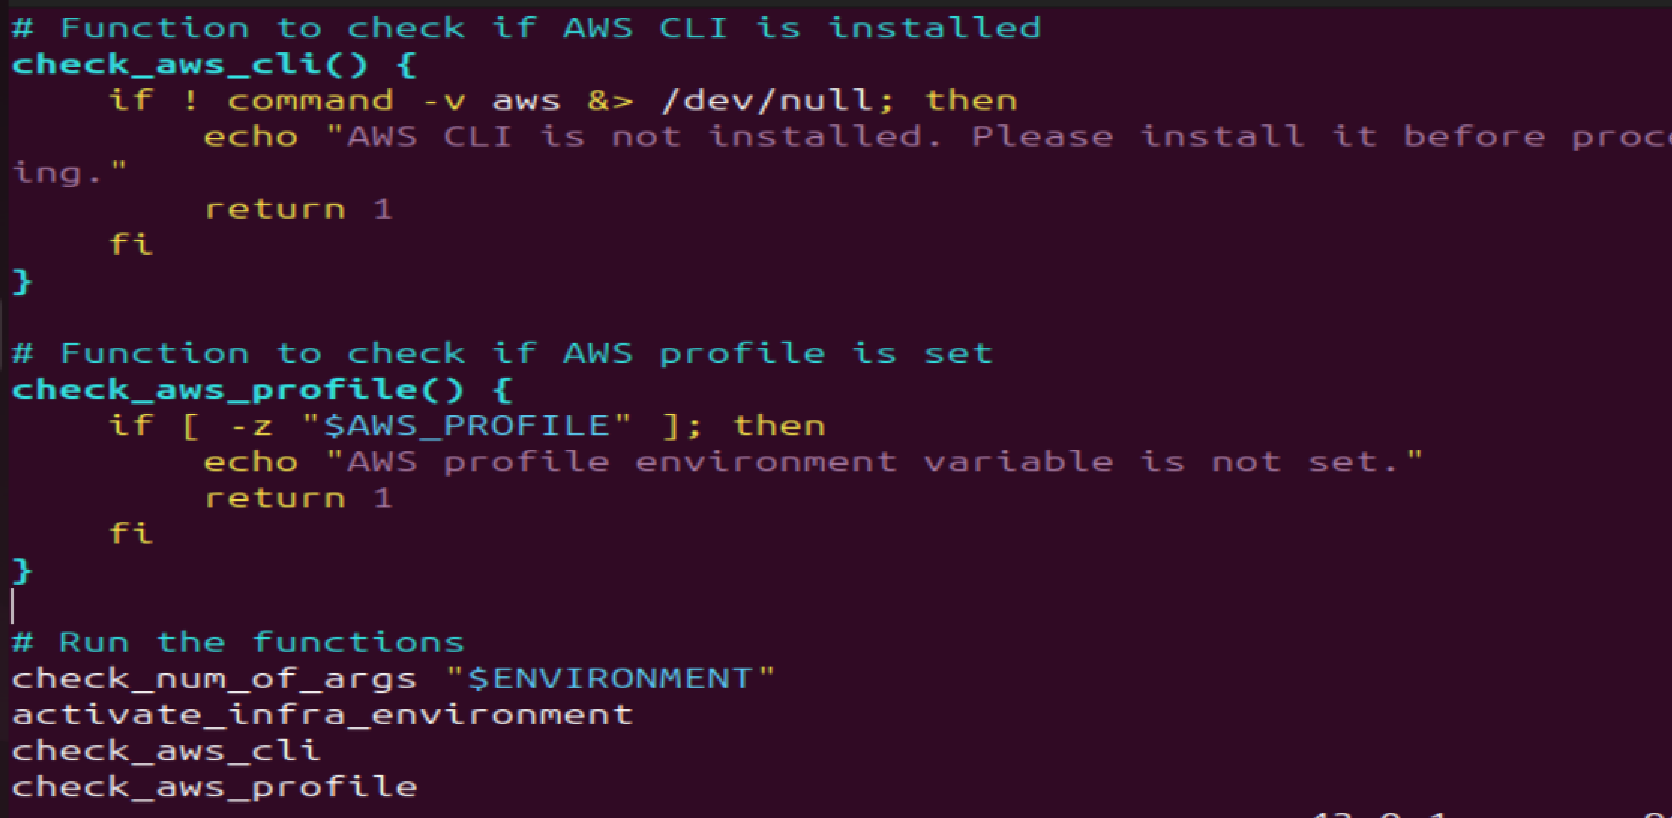 # Function to check if AWS CLI is installed
check_aws_cli() {
    if ! command -v aws &> /dev/null; then
        echo "AWS CLI is not installed. Please install it before proc
ing."
        return 1
    fi
}

# Function to check if AWS profile is set
check_aws_profile() {
    if [ -z "$AWS_PROFILE" ]; then
        echo "AWS profile environment variable is not set."
        return 1
    fi
}

# Run the functions
check_num_of_args "$ENVIRONMENT"
activate_infra_environment
check_aws_cli
check_aws_profile